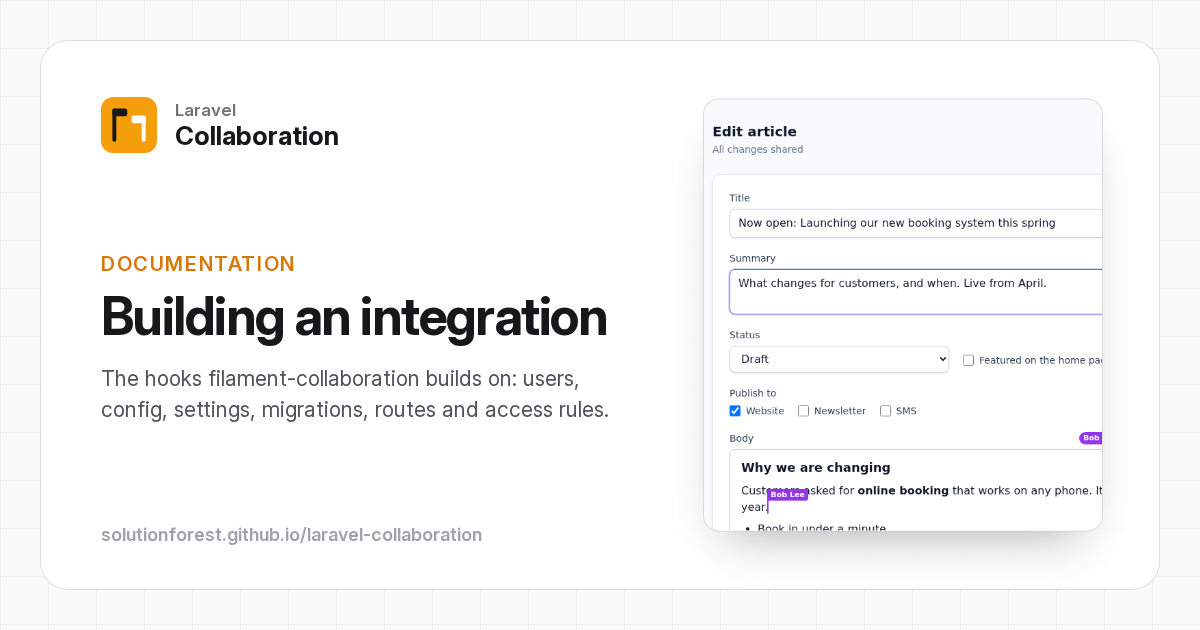 Laravel
Collaboration
DOCUMENTATION
Building an integration
The hooks filament-collaboration builds on: users,
config, settings, migrations, routes and access rules.
solutionforest.github.io/laravel-collaboration
Edit article
All changes shared
Title
Now open: Launching our new booking system this spring
Summary
What changes for customers, and when. Live from April.
Status
Draft
Featured on the home
Publish to
Website Newsletter SMS
Body
Bob
Why we are changing
asked for online booking that works on any phone. It
Bob Lee
year.
• Book in under a minute